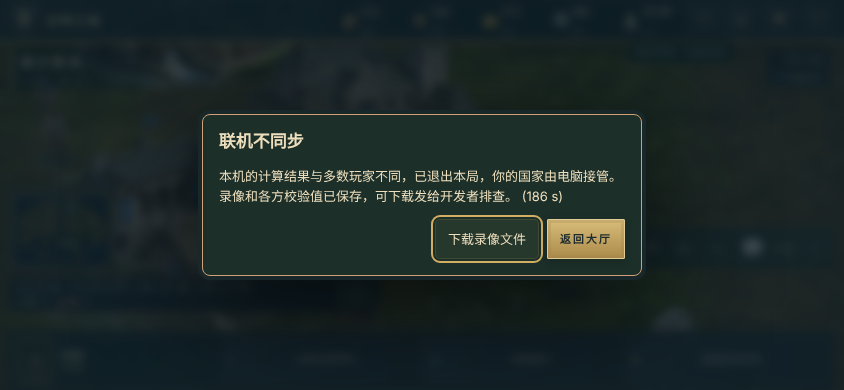 联机不同步
本机的计算结果与多数玩家不同，已退出本局，你的国家由电脑接管。
录像和各方校验值已保存，可下载发给开发者排查。 (186 s)
下载录像文件
返回大厅